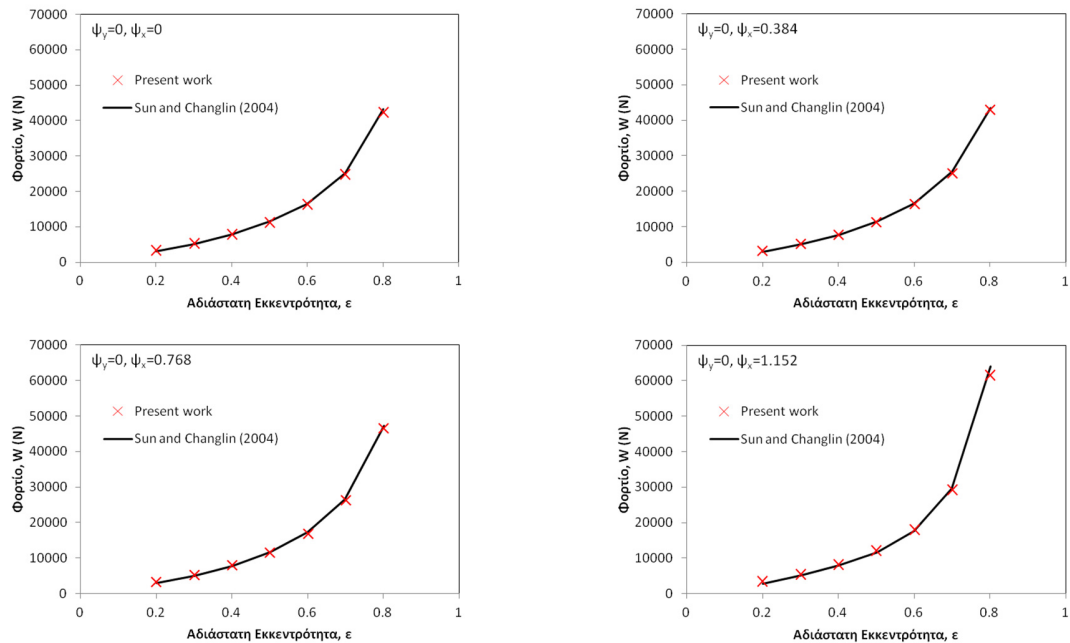 70000
60000
50000
40000
30000
20000
10000
0
Φορτίο, W (N)
ψy=0, ψx=0
Present work
Sun and Changlin (2004)
0 0.2 0.4 0.6 0.8 1
Αδιάστατη Εκκεντρότητα, ε
70000
60000
50000
40000
30000
20000
10000
0
Φορτίο, W (N)
ψy=0, ψx=0.384
Present work
Sun and Changlin (2004)
0 0.2 0.4 0.6 0.8 1
Αδιάστατη Εκκεντρότητα, ε
70000
60000
50000
40000
30000
20000
10000
0
Φορτίο, W (N)
ψy=0, ψx=0.768
Present work
Sun and Changlin (2004)
0 0.2 0.4 0.6 0.8 1
Αδιάστατη Εκκεντρότητα, ε
70000
60000
50000
40000
30000
20000
10000
0
Φορτίο, W (N)
ψy=0, ψx=1.152
Present work
Sun and Changlin (2004)
0 0.2 0.4 0.6 0.8 1
Αδιάστατη Εκκεντρότητα, ε